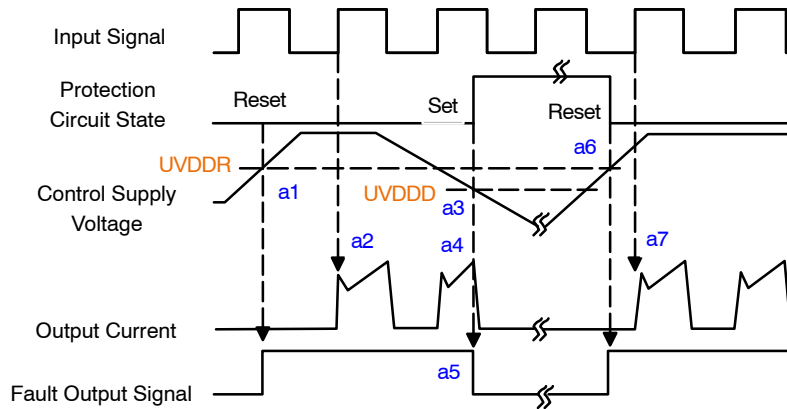 Input Signal
Protection
Circuit State
Reset
Set
Reset
UVDDR
a6
a1
UVDDD
a3
Control Supply
Voltage
a2
a4
a7
Output Current
a5
Fault Output Signal